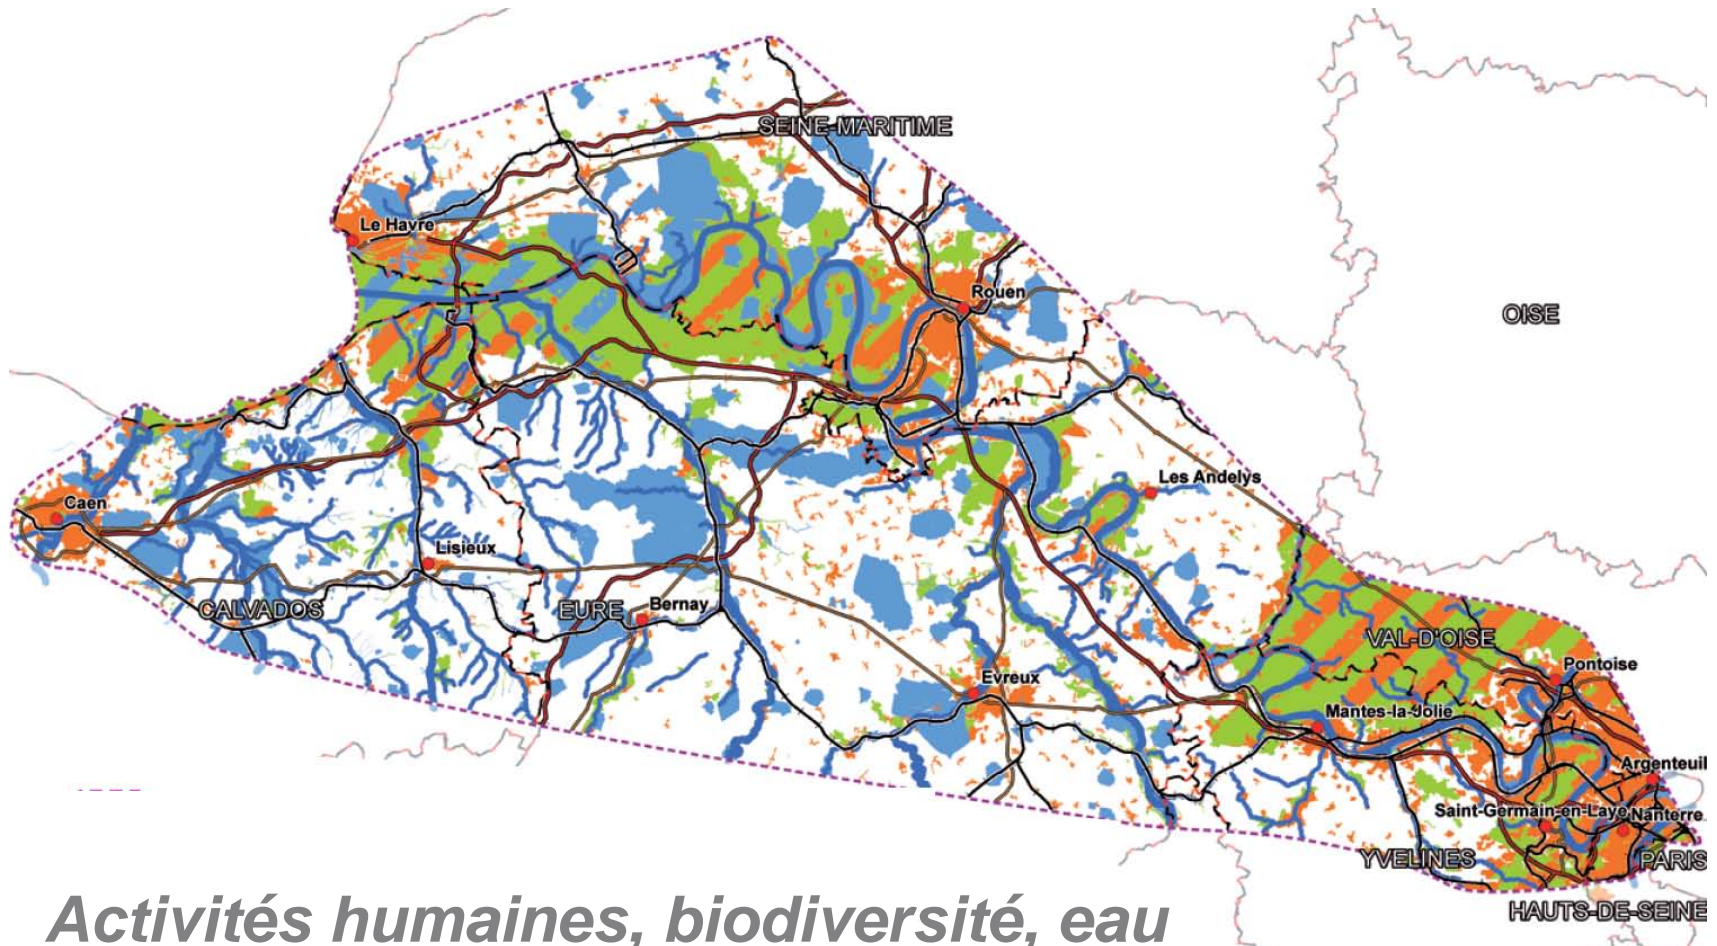 SEINE-MARITIME
Le Havre
Rouen
OISE
Les Andelys
Caen
Lisieux
CALVADOS
EURE
Bernay
VAL-D'OISE
Pontoise
Evreux
Mantes-la-Jolie
Argenteuil
Saint-Germain-en-Laye
Nanterre
YVELINES
PARIS
HAUTS-DE-SEINE
Activités humaines, biodiversité, eau